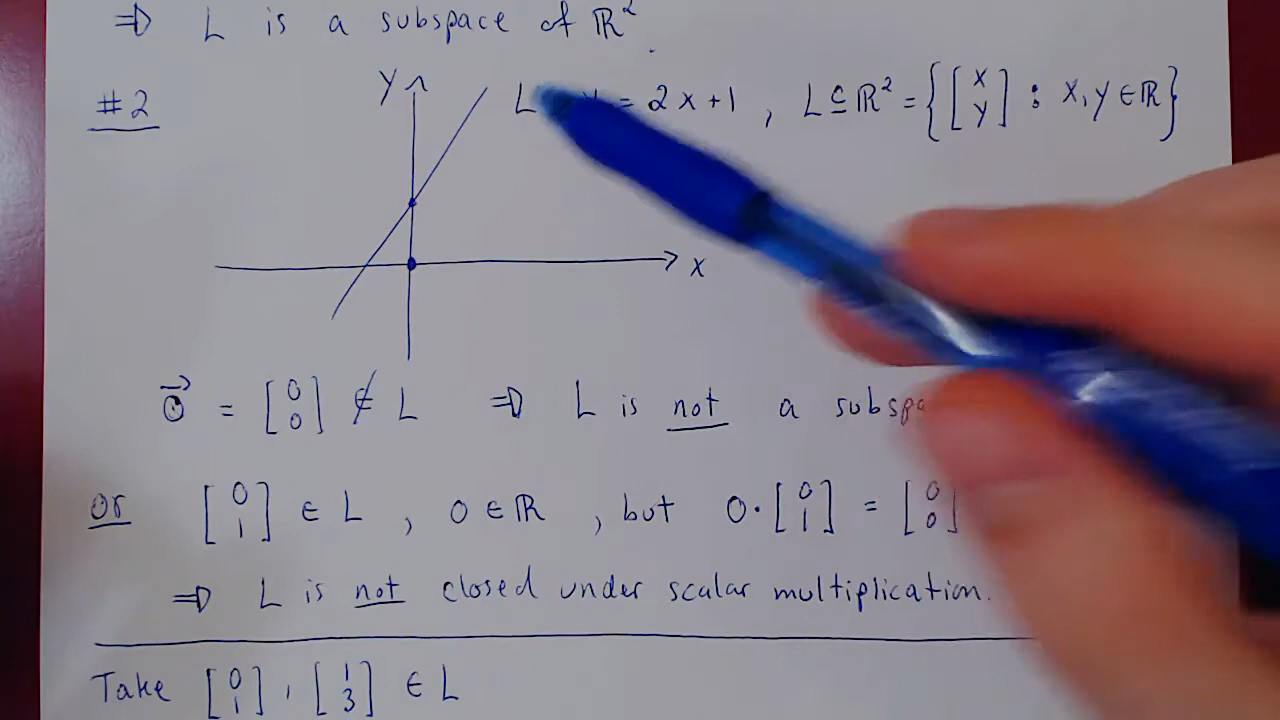 ⇒ L is a subspace of ℝ².
#2
y
L = 2x+1 , L ⊆ ℝ² = { [x y] : x, y ∈ ℝ }
x
0⃗ = [0 0] ∉ L ⇒ L is not a
or [0 1] ∈ L , 0 ∈ ℝ , but 0·[0 1] = [0 0]
⇒ L is not closed under scalar multiplication.
Take [0 1] , [1 3] ∈ L